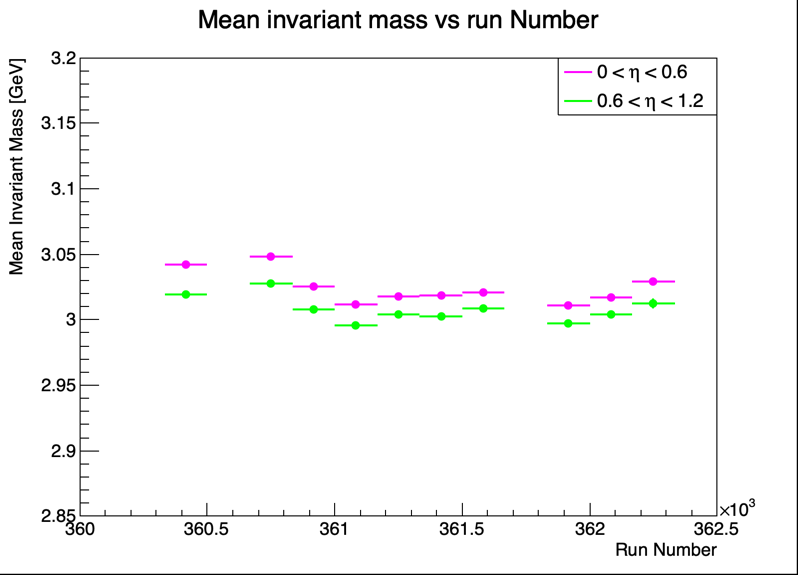 Mean invariant mass vs run Number
Mean Invariant Mass [GeV]
0 < η < 0.6
0.6 < η < 1.2
3.2
3.15
3.1
3.05
3
2.95
2.9
2.85
360 360.5 361 361.5 362 362.5
×10³
Run Number